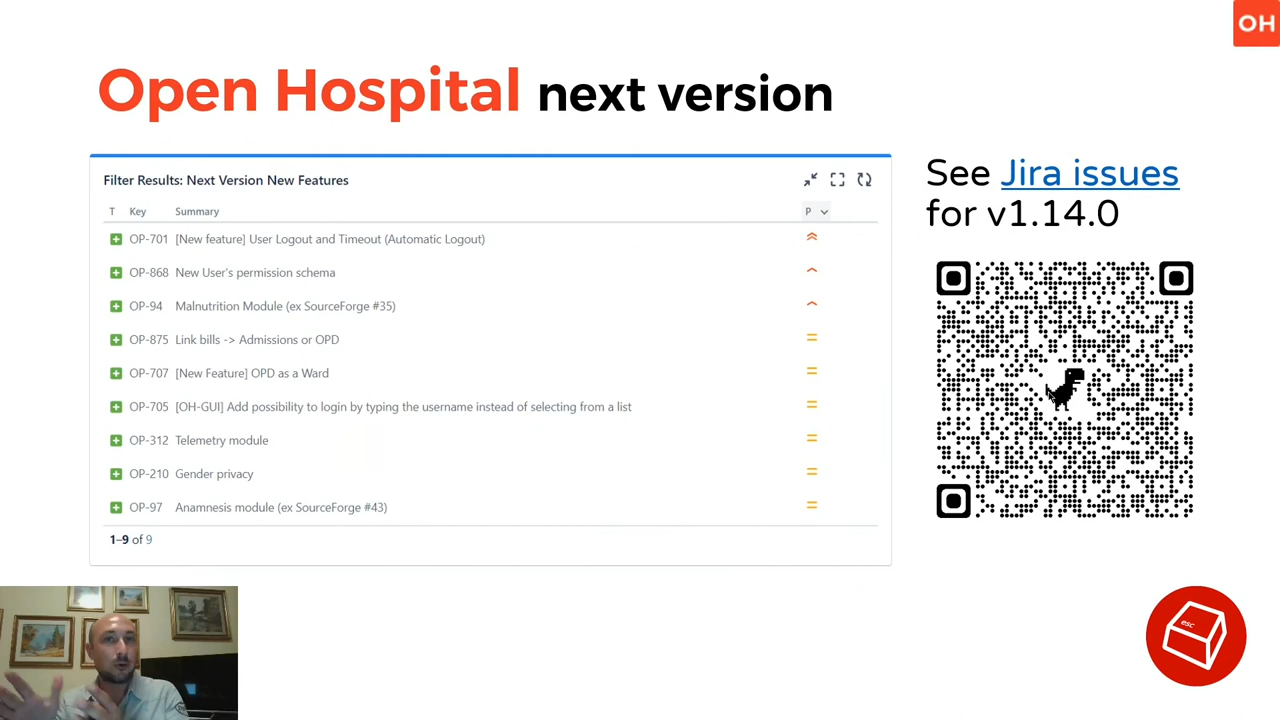 OH
Open Hospital next version
Filter Results: Next Version New Features
T Key Summary P
OP-701 [New feature] User Logout and Timeout (Automatic Logout)
OP-868 New User's permission schema
OP-94 Malnutrition Module (ex SourceForge #35)
OP-875 Link bills -> Admissions or OPD
OP-707 [New Feature] OPD as a Ward
OP-705 [OH-GUI] Add possibility to login by typing the username instead of selecting from a list
OP-312 Telemetry module
OP-210 Gender privacy
OP-97 Anamnesis module (ex SourceForge #43)
1–9 of 9
See Jira issues
for v1.14.0
esc